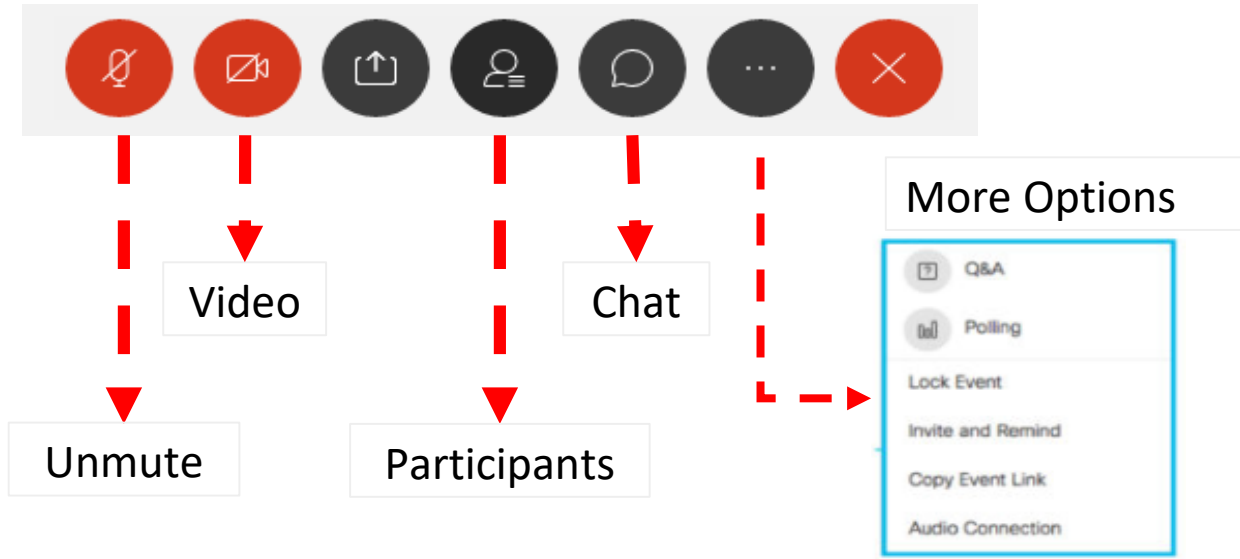 More Options
Q&A
Polling
Video
Chat
Lock Event
Invite and Remind
Unmute
Participants
Copy Event Link
Audio Connection